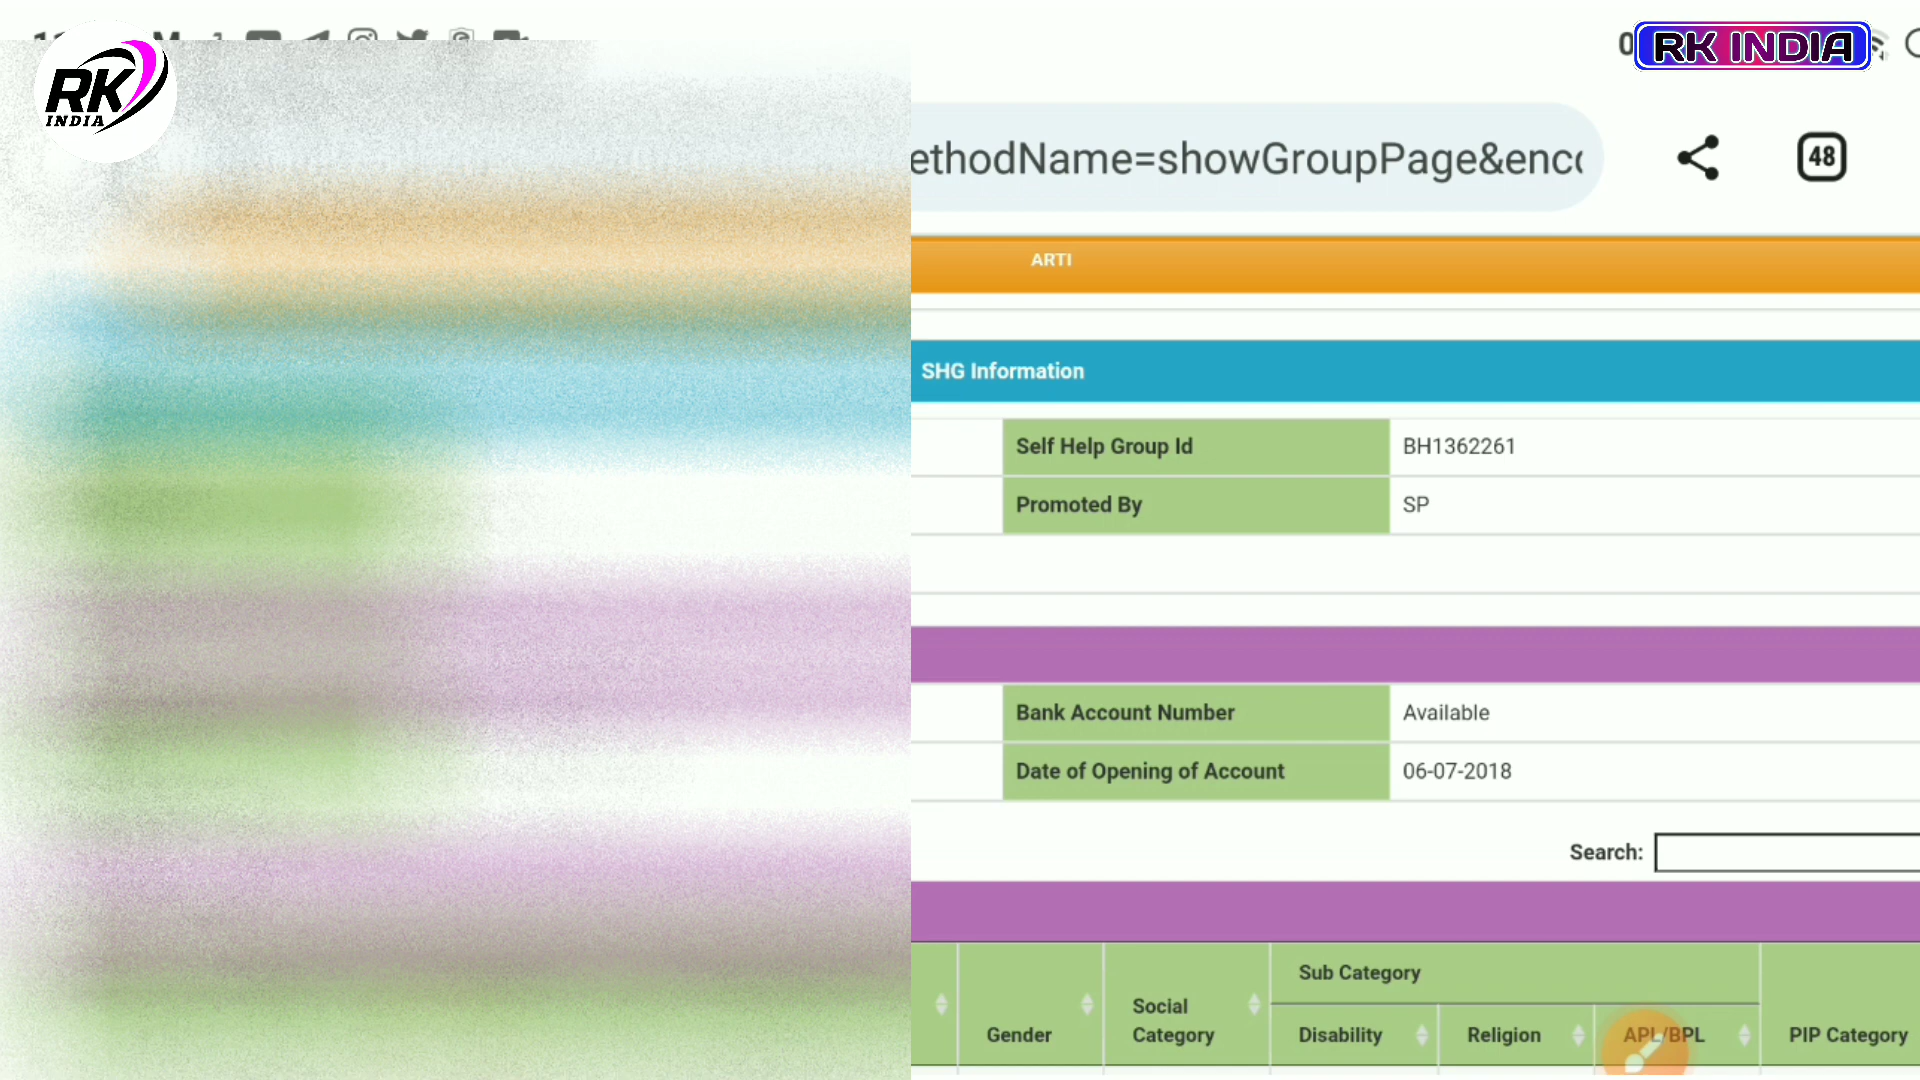 RK
INDIA
RK INDIA
ethodName=showGroupPage&enco
48
ARTI
SHG Information
Self Help Group Id BH1362261
Promoted By SP
Bank Account Number Available
Date of Opening of Account 06-07-2018
Search:
Sub Category
Gender Social Category Disability Religion APL/BPL PIP Category